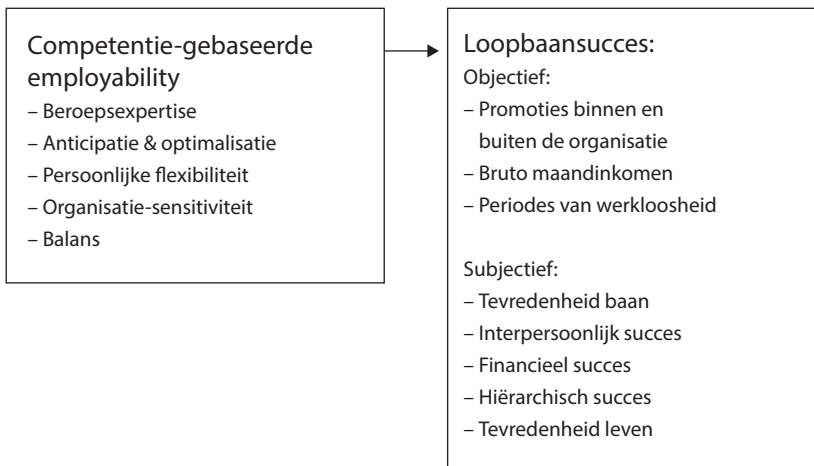 Competentie-gebaseerde
employability
– Beroepsexpertise
– Anticipatie & optimalisatie
– Persoonlijke flexibiliteit
– Organisatie-sensitiviteit
– Balans
Loopbaansucces:
Objectief:
– Promoties binnen en
buiten de organisatie
– Bruto maandinkomen
– Periodes van werkloosheid
Subjectief:
– Tevredenheid baan
– Interpersoonlijk succes
– Financieel succes
– Hiërarchisch succes
– Tevredenheid leven